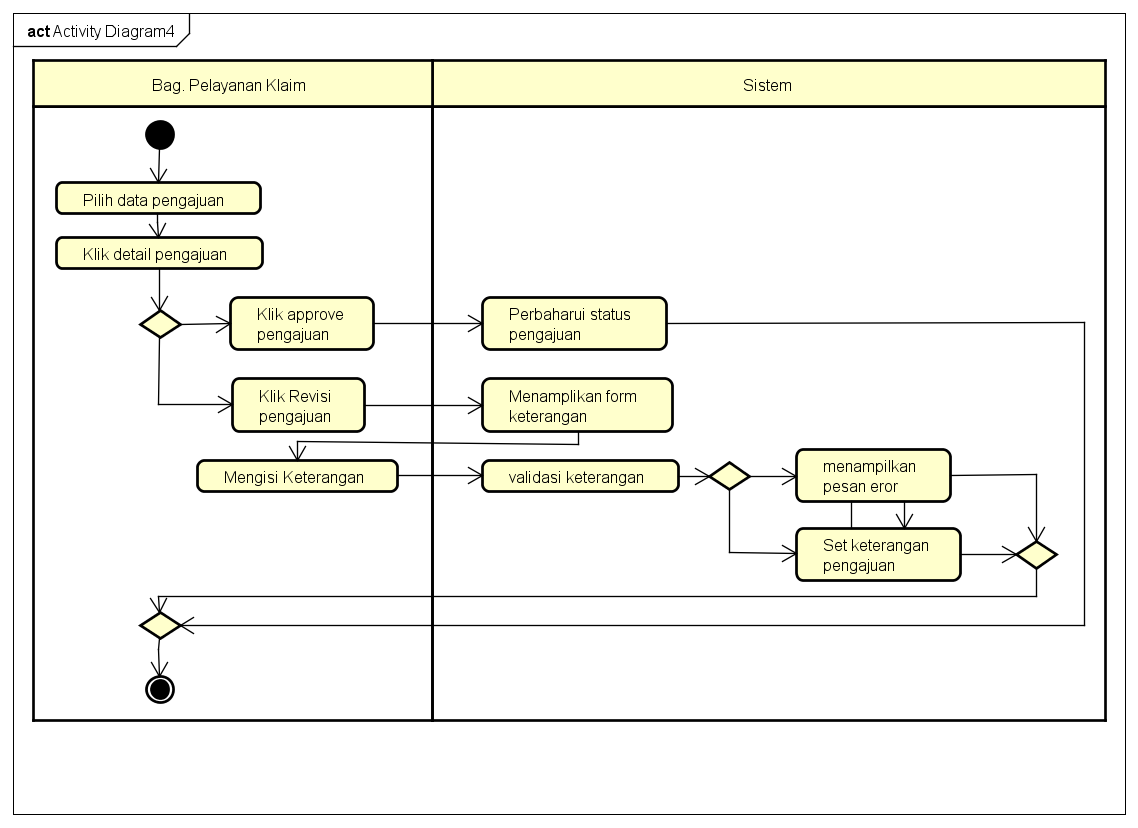 act Activity Diagram4
Bag. Pelayanan Klaim
Sistem
Pilih data pengajuan
Klik detail pengajuan
Klik approve
pengajuan
Perbaharui status
pengajuan
Klik Revisi
pengajuan
Menamplikan form
keterangan
Mengisi Keterangan
validasi keterangan
menampilkan
pesan eror
Set keterangan
pengajuan